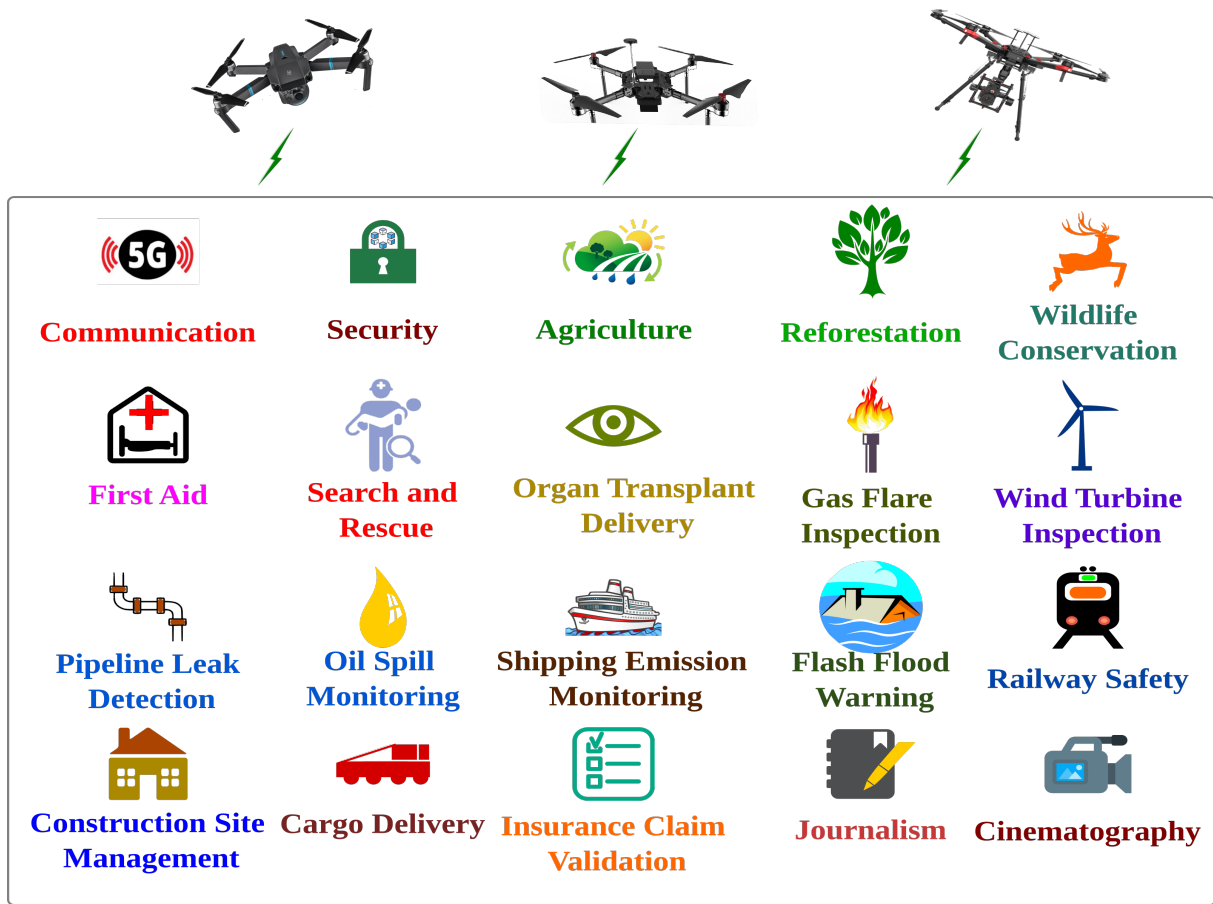 5G
Communication
Security
Agriculture
Reforestation
Wildlife
Conservation
First Aid
Search and
Rescue
Organ Transplant
Delivery
Gas Flare
Inspection
Wind Turbine
Inspection
Pipeline Leak
Detection
Oil Spill
Monitoring
Shipping Emission
Monitoring
Flash Flood
Warning
Railway Safety
Construction Site
Management
Cargo Delivery
Insurance Claim
Validation
Journalism
Cinematography